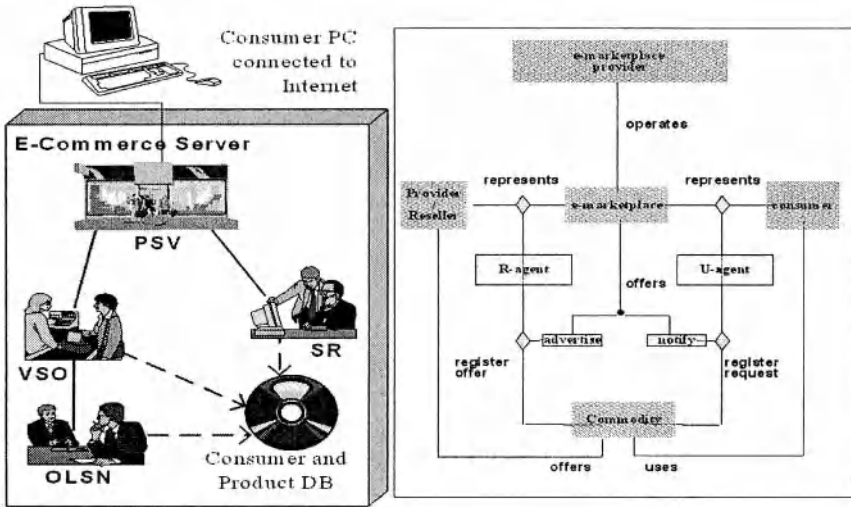 Consumer PC
connected to
Internet
E-Commerce Server
PSV
VSO
SR
OLSN
Consumer and
Product DB
e-marketplace
provider
operates
represents
represents
Provider
/
Reseller
e-marketplace
consumer
R-agent
U-agent
offers
advertise
notify
register
offer
register
request
Commodity
offers
uses